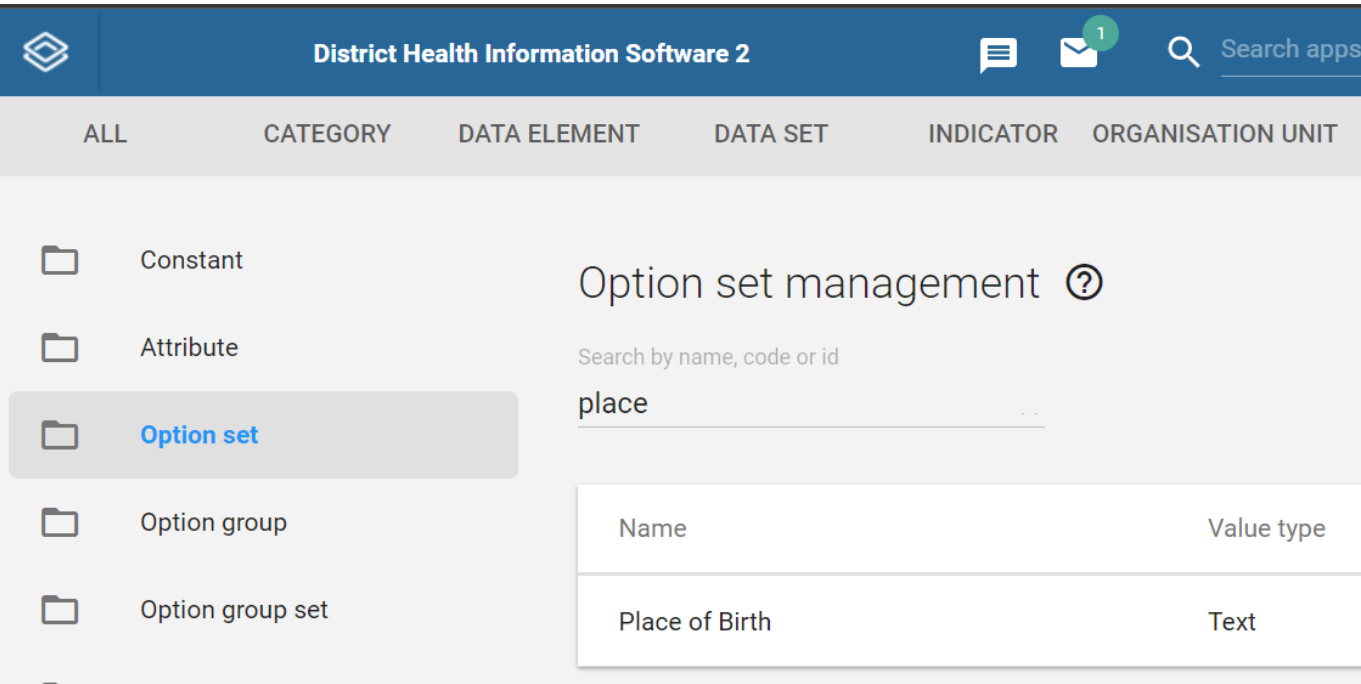 District Health Information Software 2
1
Search apps
ALL CATEGORY DATA ELEMENT DATA SET INDICATOR ORGANISATION UNIT
Constant
Attribute
Option set
Option group
Option group set
Option set management ?
Search by name, code or id
place
Name Value type
Place of Birth Text